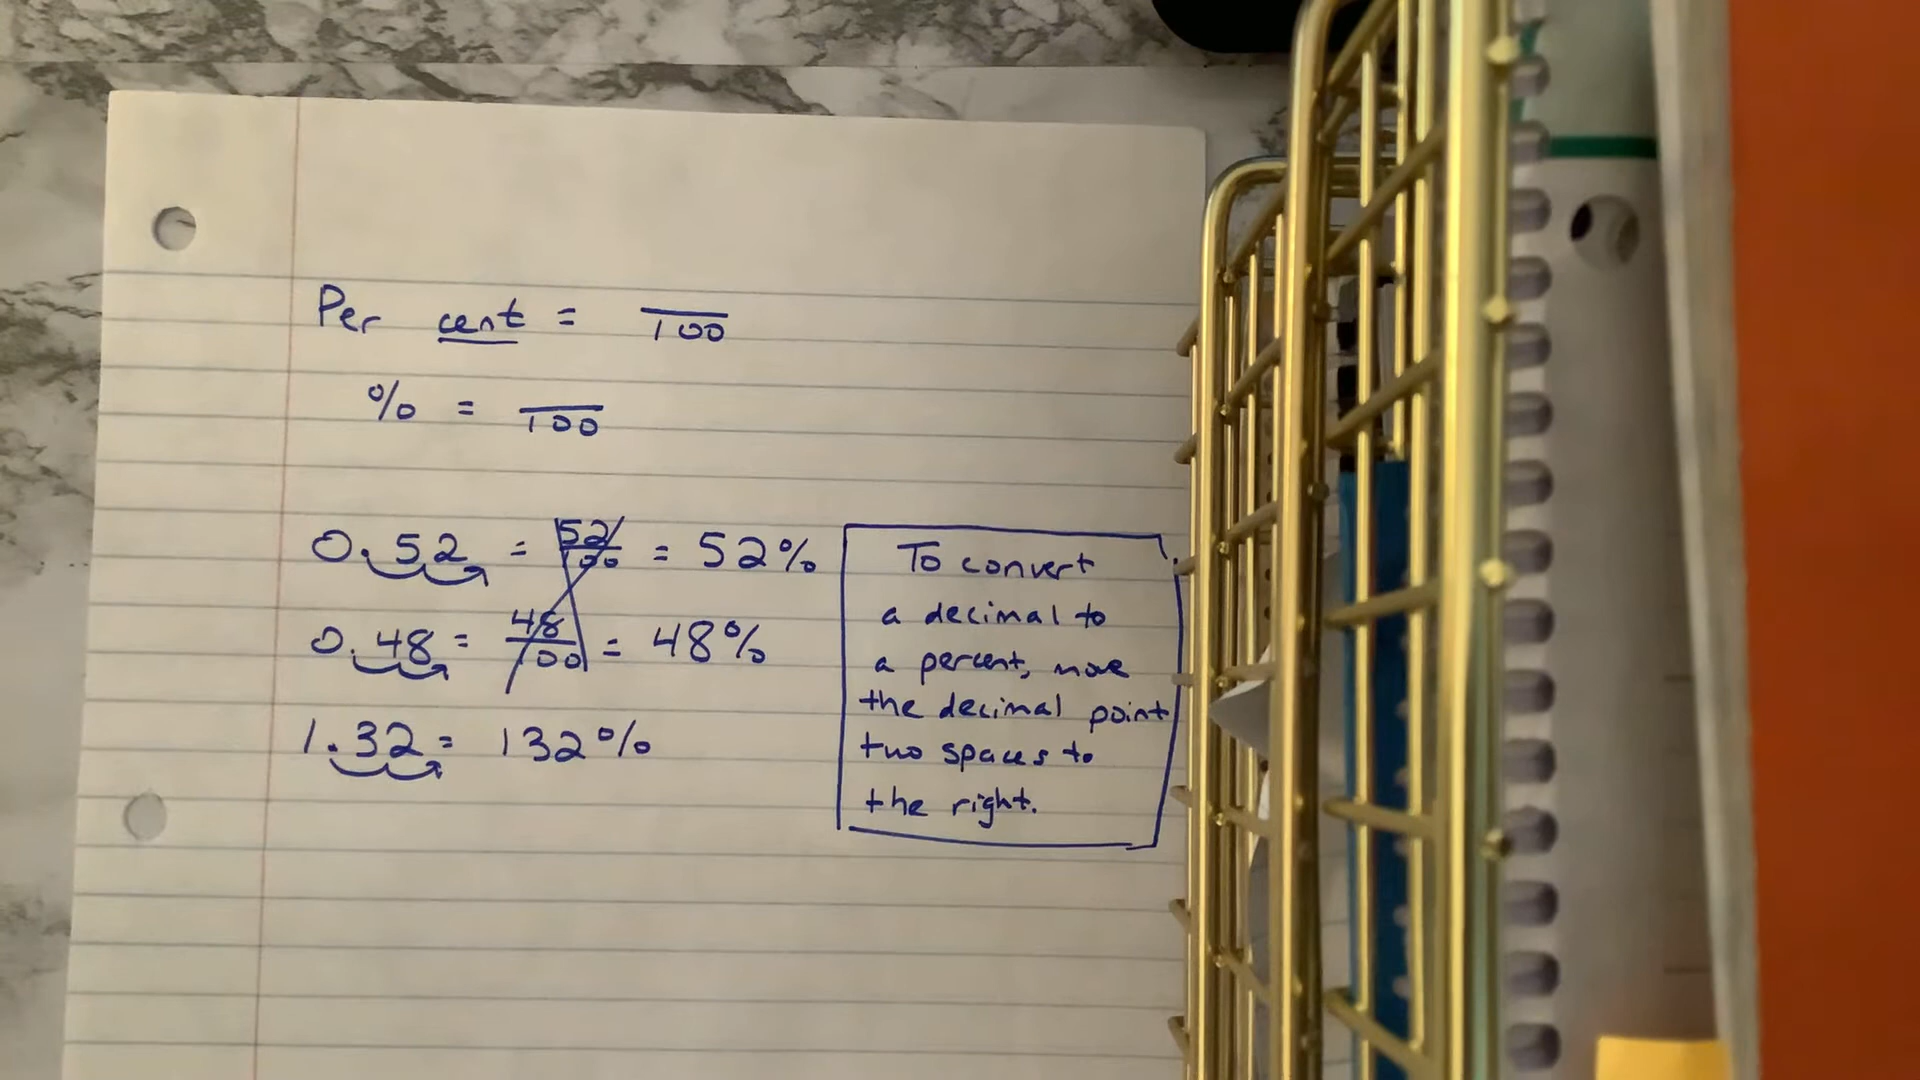 Per cent = /100
% = /100
0.52 = 52/100 = 52%
0.48 = 48/100 = 48%
1.32 = 132%
To convert
a decimal to
a percent, move
the decimal point
two spaces to
the right.